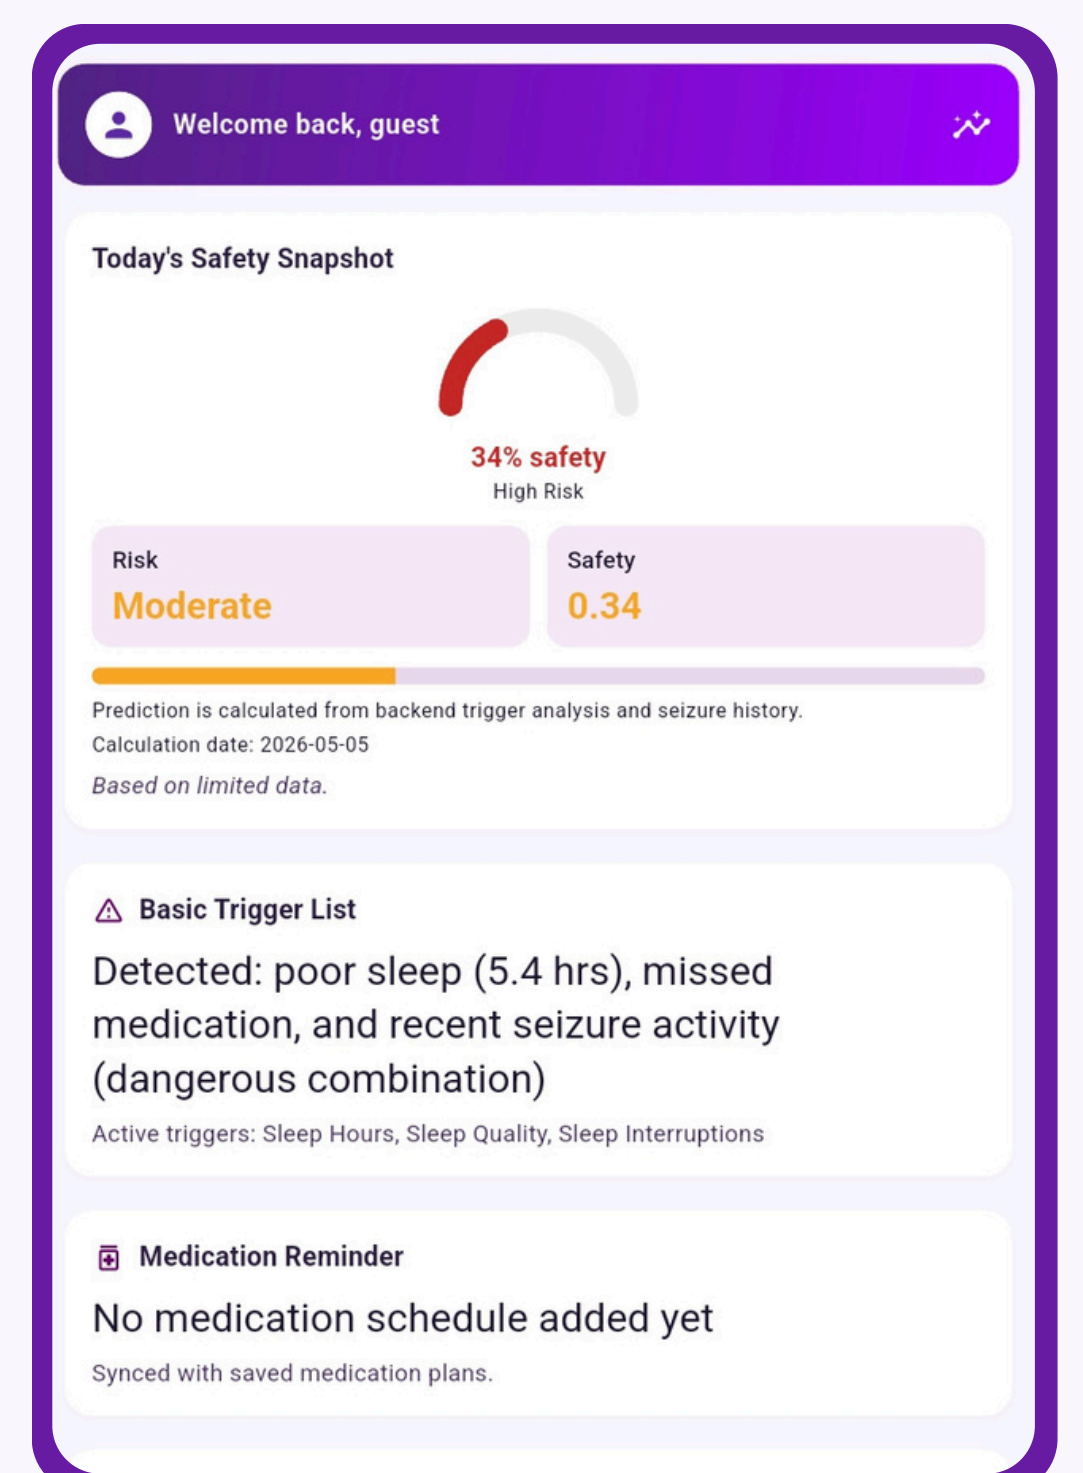 Welcome back, guest
Today's Safety Snapshot
34% safety
High Risk
Risk
Moderate
Safety
0.34
Prediction is calculated from backend trigger analysis and seizure history.
Calculation date: 2026-05-05
Based on limited data.
Basic Trigger List
Detected: poor sleep (5.4 hrs), missed
medication, and recent seizure activity
(dangerous combination)
Active triggers: Sleep Hours, Sleep Quality, Sleep Interruptions
Medication Reminder
No medication schedule added yet
Synced with saved medication plans.